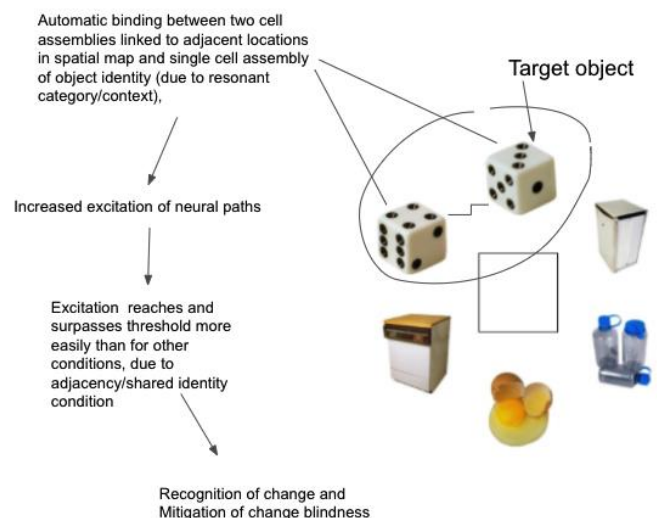 Automatic binding between two cell
assemblies linked to adjacent locations
in spatial map and single cell assembly
of object identity (due to resonant
category/context),
Target object
Increased excitation of neural paths
Excitation reaches and
surpasses threshold more
easily than for other
conditions, due to
adjacency/shared identity
condition
Recognition of change and
Mitigation of change blindness